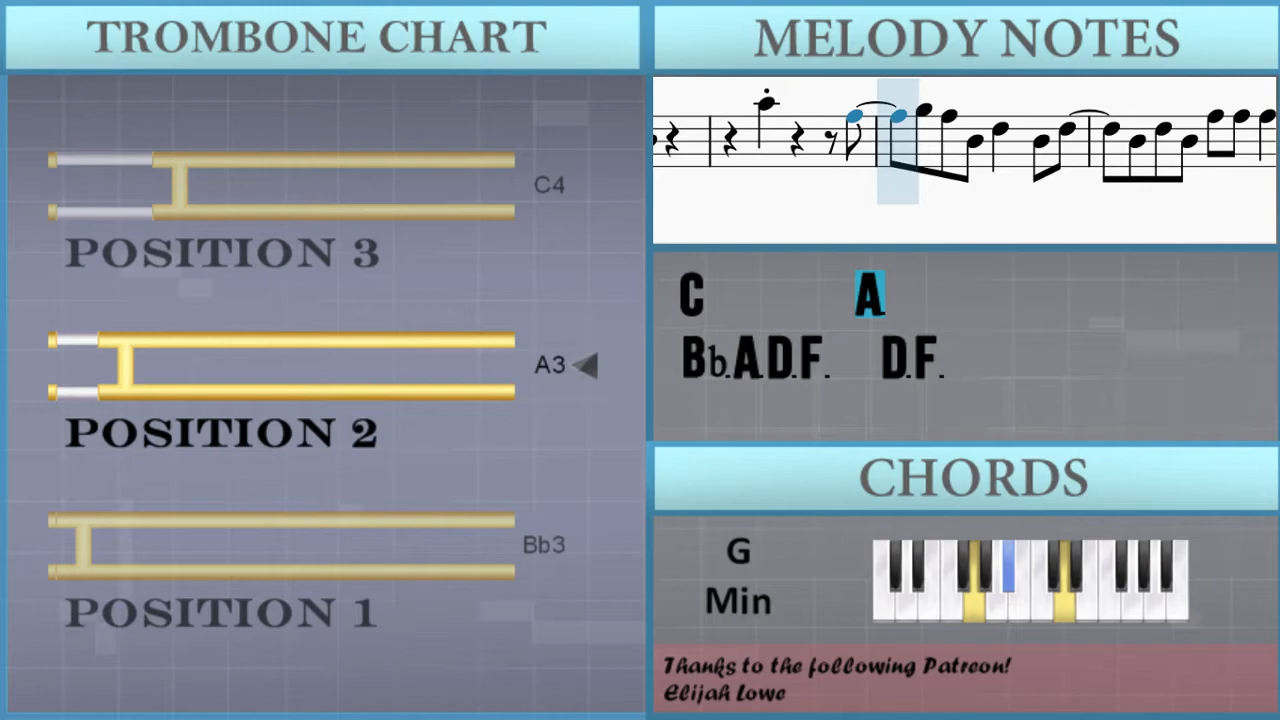 TROMBONE CHART
C4
POSITION 3
A3
POSITION 2
Bb3
POSITION 1
MELODY NOTES
C A
Bb.A.D.F. D.F.
CHORDS
G
Min
Thanks to the following Patreon!
Elijah Lowe